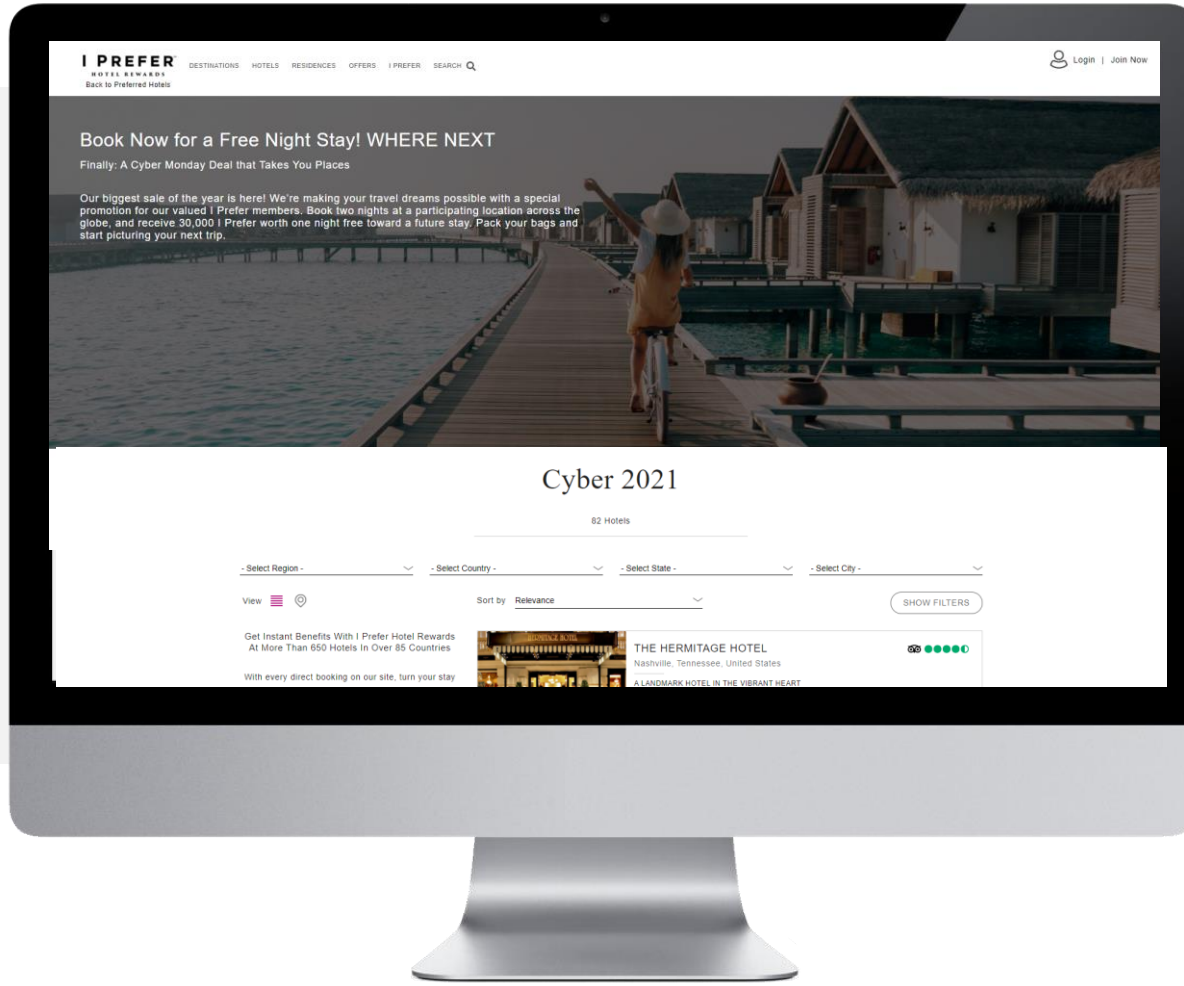 I PREFER
HOTEL REWARDS
Back to Preferred Hotels
DESTINATIONS HOTELS RESIDENCES OFFERS I PREFER SEARCH
Login | Join Now
Book Now for a Free Night Stay! WHERE NEXT
Finally: A Cyber Monday Deal that Takes You Places
Our biggest sale of the year is here! We're making your travel dreams possible with a special
promotion for our valued I Prefer members. Book two nights at a participating location across the
globe, and receive 30,000 I Prefer worth one night free toward a future stay. Pack your bags and
start picturing your next trip.
Cyber 2021
82 Hotels
- Select Region - - Select Country - - Select State - - Select City -
View Sort by Relevance SHOW FILTERS
Get Instant Benefits With I Prefer Hotel Rewards
At More Than 650 Hotels In Over 85 Countries
With every direct booking on our site, turn your stay
HERMITAGE HOTEL
THE HERMITAGE HOTEL
Nashville, Tennessee, United States
A LANDMARK HOTEL IN THE VIBRANT HEART